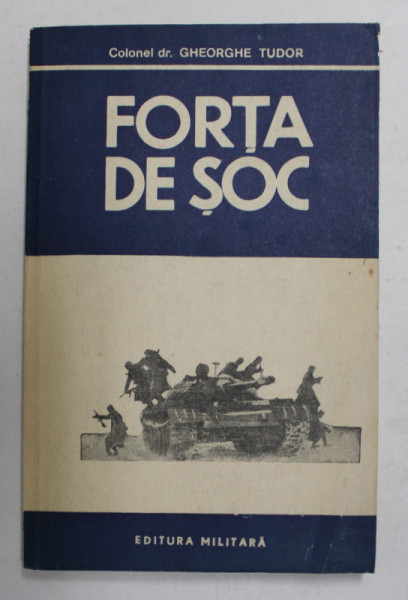 Colonel dr. GHEORGHE TUDOR
FORȚA
DE ȘOC
EDITURA MILITARĂ